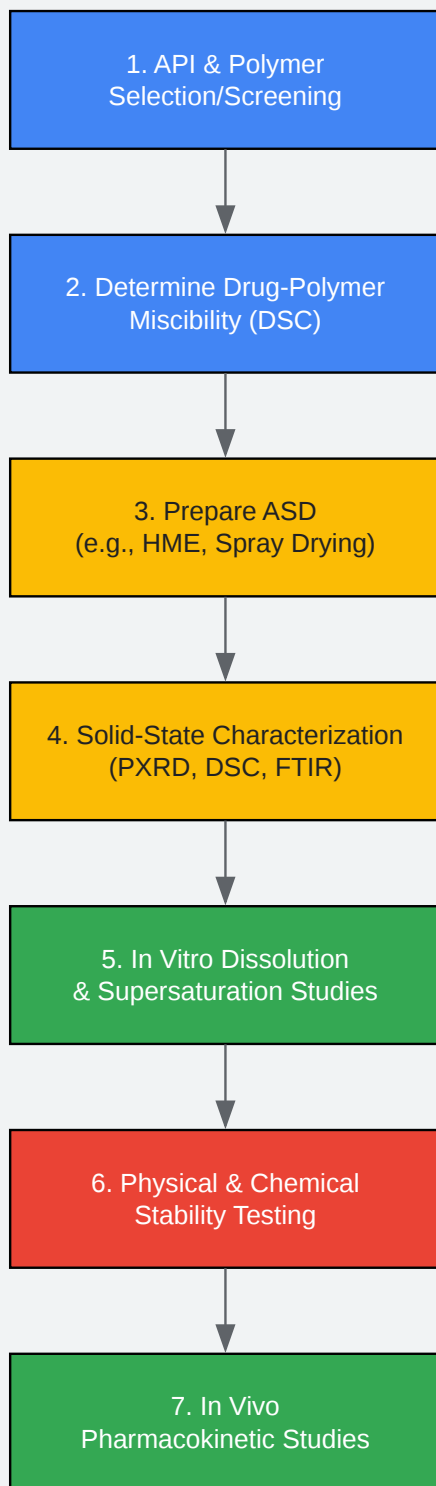 1. API & Polymer
Selection/Screening
2. Determine Drug-Polymer
Miscibility (DSC)
3. Prepare ASD
(e.g., HME, Spray Drying)
4. Solid-State Characterization
(PXRD, DSC, FTIR)
5. In Vitro Dissolution
& Supersaturation Studies
6. Physical & Chemical
Stability Testing
7. In Vivo
Pharmacokinetic Studies